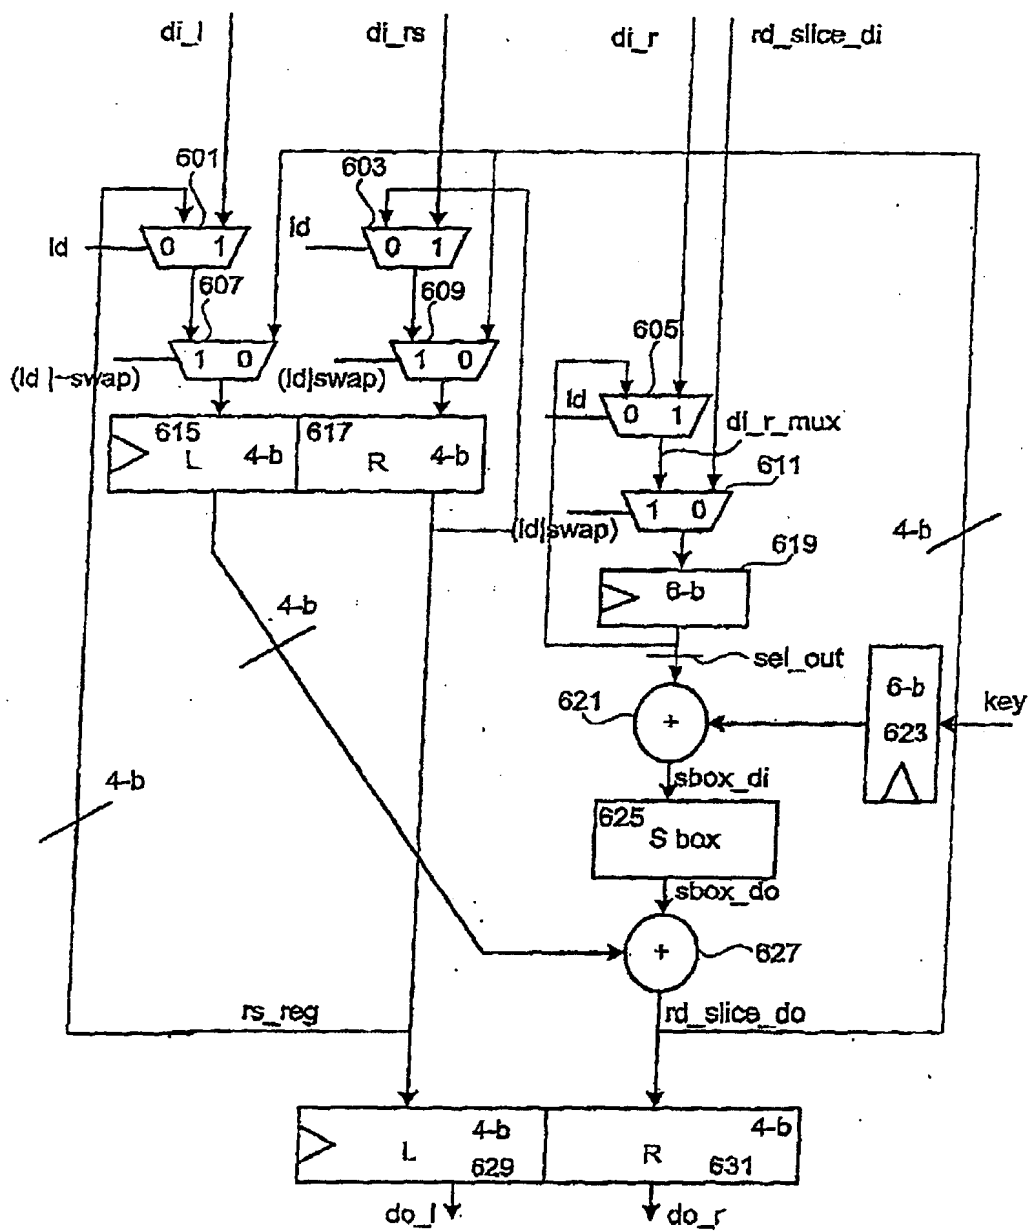 di_l di_rs di_r rd_slice_di
601 603
ld 0 1 ld 0 1
607 609
605
(ld |~swap) 1 0 (ld|swap) 1 0
ld 0 1
di_r_mux
615 L 4-b 617 R 4-b
611
(ld|swap) 1 0
4-b
619
6-b
4-b
sel_out
621 + 6-b 623 key
4-b
sbox_di
625 S box
sbox_do
+ 627
rs_reg rd_slice_do
L 4-b 629 R 4-b 631
do_l do_r